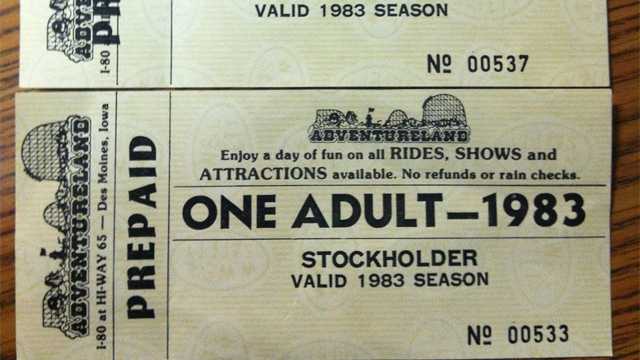 VALID 1983 SEASON
№ 00537
I-80
ADVENTURELAND
I-80 at HI-WAY 65 — Des Moines, Iowa
PREPAID
ADVENTURELAND
Enjoy a day of fun on all RIDES, SHOWS and
ATTRACTIONS available. No refunds or rain checks.
ONE ADULT—1983
STOCKHOLDER
VALID 1983 SEASON
№ 00533